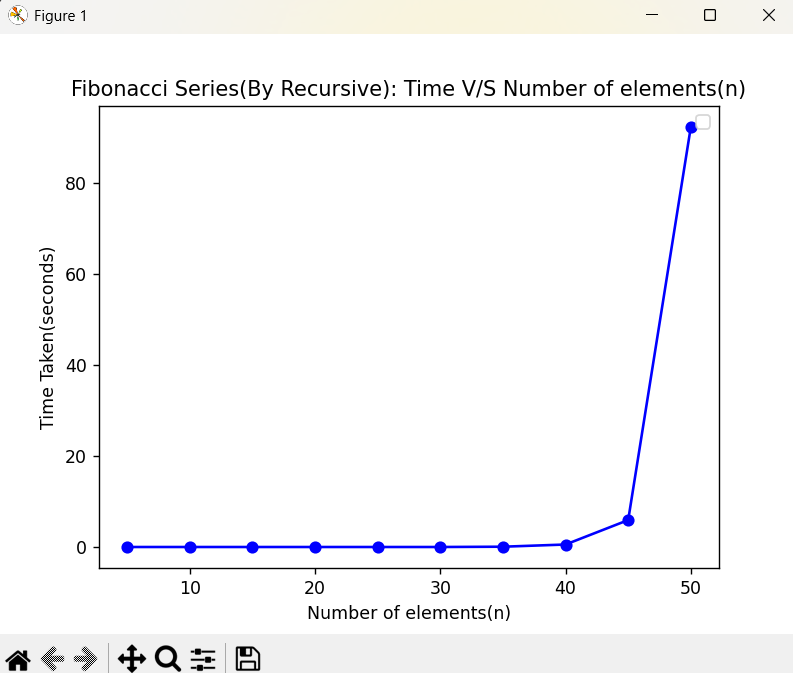 Figure 1
Fibonacci Series(By Recursive): Time V/S Number of elements(n)
Time Taken(seconds)
80
60
40
20
0
10 20 30 40 50
Number of elements(n)